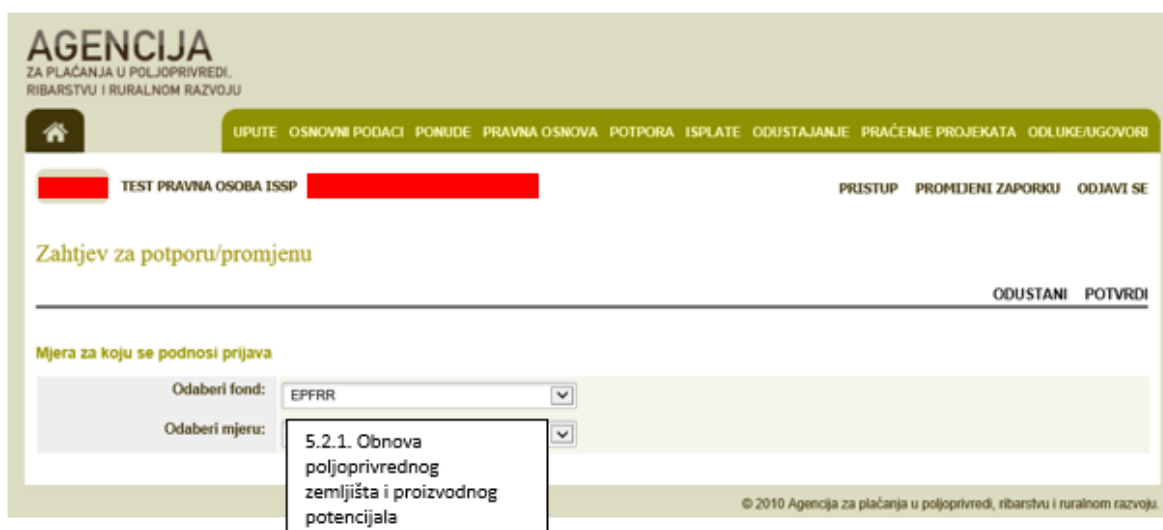 AGENCIJA
ZA PLAĆANJA U POLJOPRIVREDI,
RIBARSTVU I RURALNOM RAZVOJU
UPUTE OSNOVNI PODACI PONUDE PRAVNA OSNOVA POTPORA ISPLATE ODUSTAJANJE PRAĆENJE PROJEKATA ODLUKE/UGOVORI
TEST PRAVNA OSOBA ISSP PRISTUP PROMIJENI ZAPORKU ODJAVI SE
Zahtjev za potporu/promjenu
ODUSTANI POTVRDI
Mjera za koju se podnosi prijava
Odaberi fond: EPFRR
Odaberi mjeru:
5.2.1. Obnova
poljoprivrednog
zemljišta i proizvodnog
potencijala
© 2010 Agencija za plaćanja u poljoprivredi, ribarstvu i ruralnom razvoju.